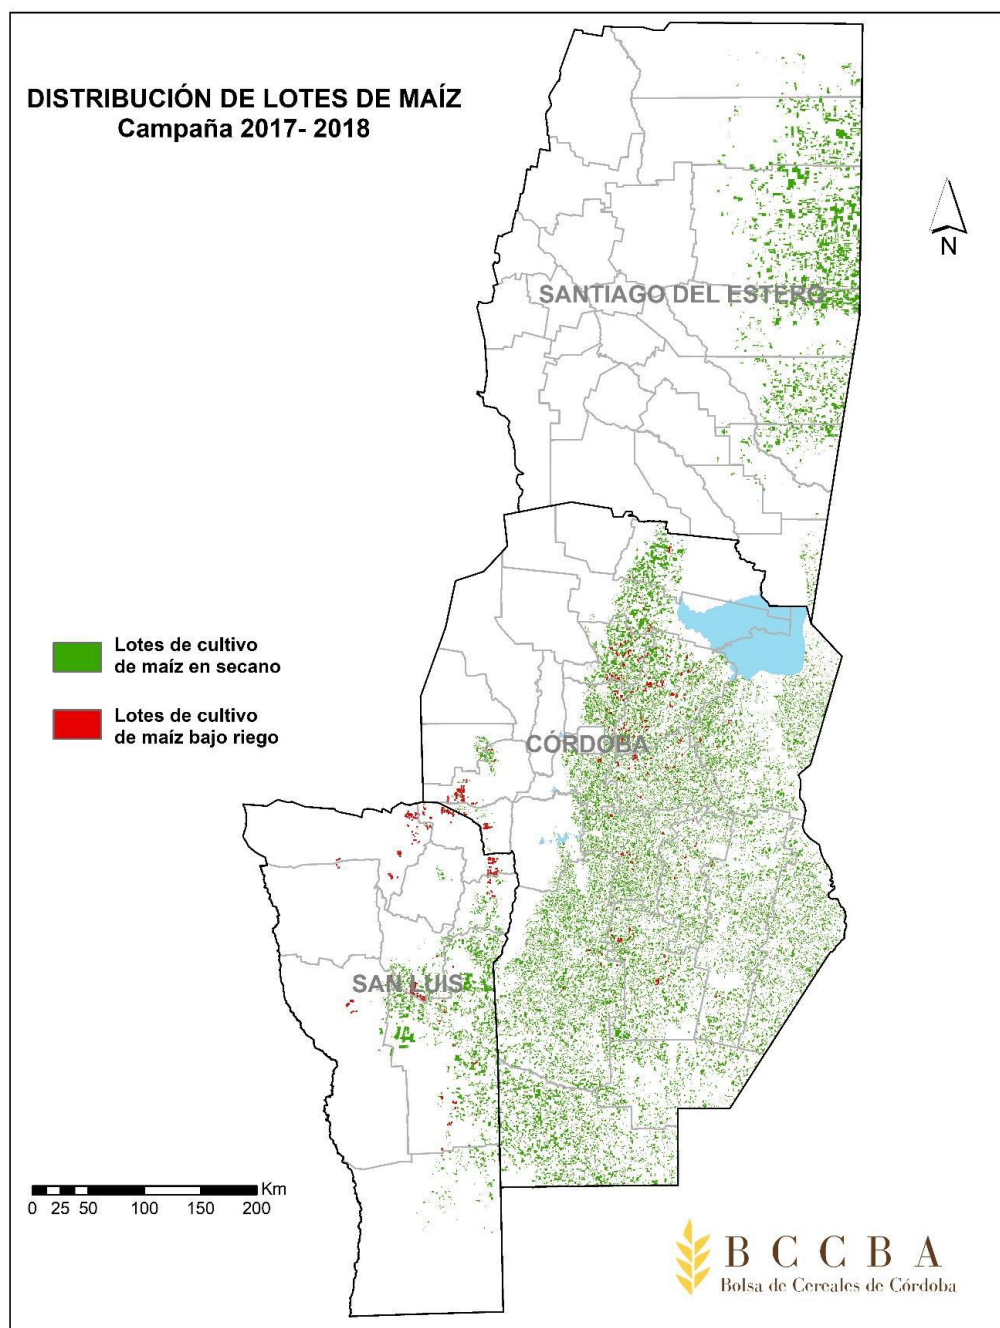 DISTRIBUCIÓN DE LOTES DE MAÍZ
Campaña 2017- 2018
N
SANTIAGO DEL ESTERO
Lotes de cultivo
de maíz en secano
Lotes de cultivo
de maíz bajo riego
CÓRDOBA
SAN LUIS
Km
0 25 50 100 150 200
BCCBA
Bolsa de Cereales de Córdoba